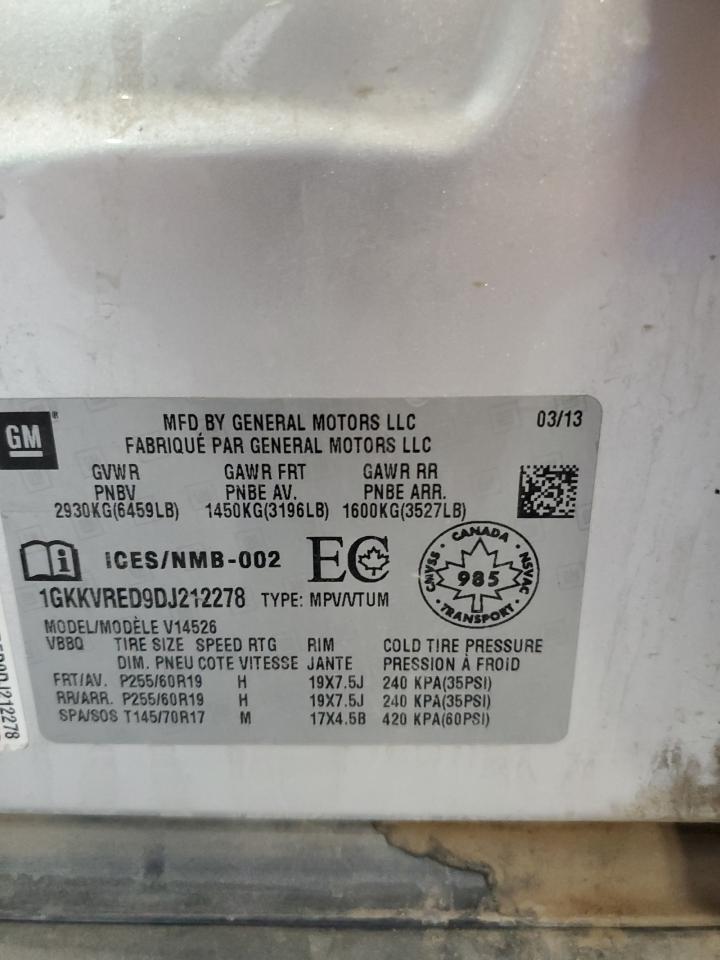 GM
MFD BY GENERAL MOTORS LLC 03/13
FABRIQUÉ PAR GENERAL MOTORS LLC
GVWR GAWR FRT GAWR RR
PNBV PNBE AV. PNBE ARR.
2930KG(6459LB) 1450KG(3196LB) 1600KG(3527LB)
ICES/NMB-002 EC
CANADA
CMVSS 985 NSVAC
TRANSPORT
1GKKVRED9DJ212278 TYPE: MPV/VTUM
MODEL/MODÈLE V14526
VBBQ TIRE SIZE SPEED RTG RIM COLD TIRE PRESSURE
DIM. PNEU COTE VITESSE JANTE PRESSION À FROID
FRT/AV. P255/60R19 H 19X7.5J 240 KPA(35PSI)
RR/ARR. P255/60R19 H 19X7.5J 240 KPA(35PSI)
SPA/SOS T145/70R17 M 17X4.5B 420 KPA(60PSI)
J212278